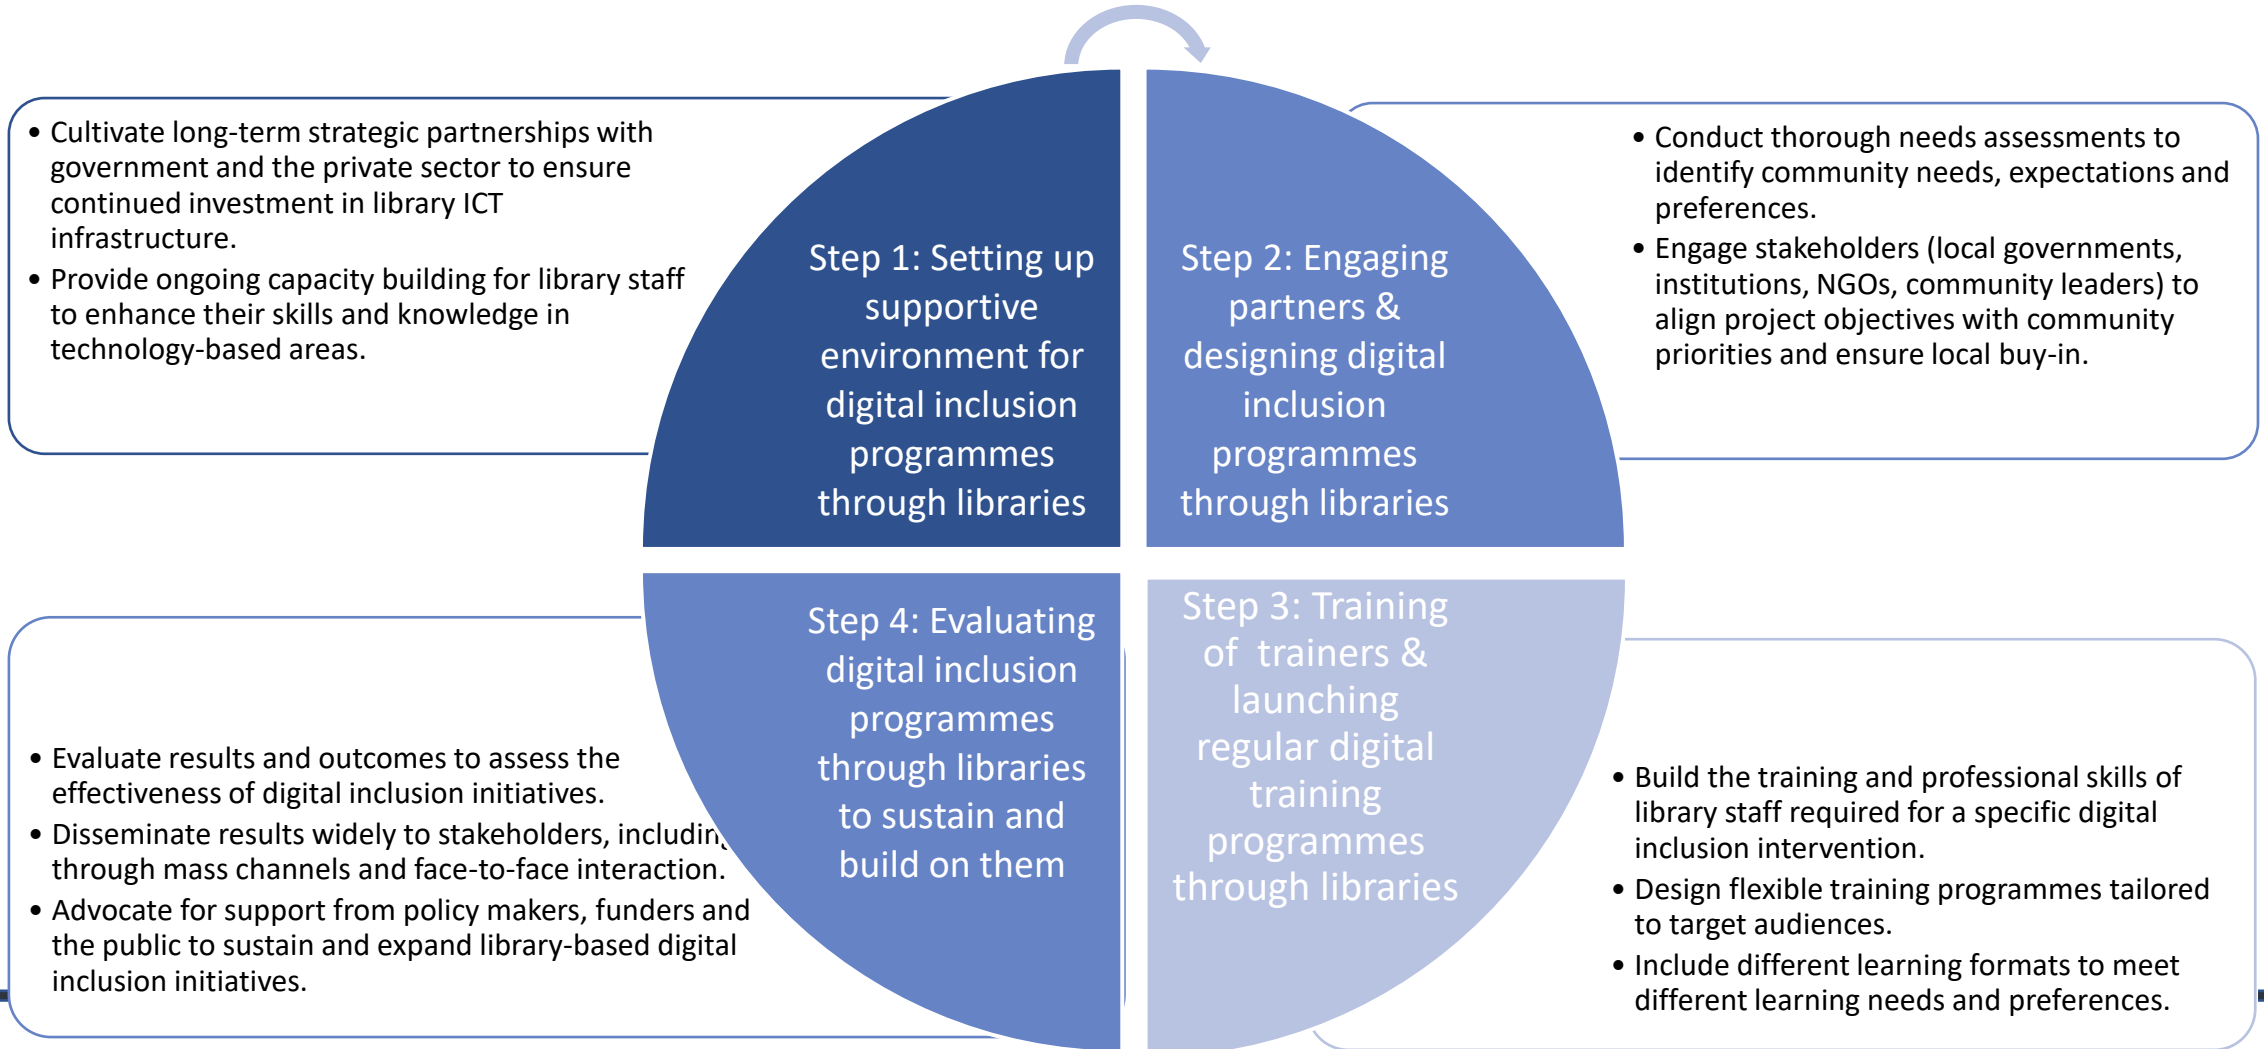 • Cultivate long-term strategic partnerships with
government and the private sector to ensure
continued investment in library ICT
infrastructure.
• Provide ongoing capacity building for library staff
to enhance their skills and knowledge in
technology-based areas.
Step 1: Setting up
supportive
environment for
digital inclusion
programmes
through libraries
Step 2: Engaging
partners &
designing digital
inclusion
programmes
through libraries
• Conduct thorough needs assessments to
identify community needs, expectations and
preferences.
• Engage stakeholders (local governments,
institutions, NGOs, community leaders) to
align project objectives with community
priorities and ensure local buy-in.
Step 3: Training
of  trainers &
launching
regular digital
training
programmes
through libraries
• Build the training and professional skills of
library staff required for a specific digital
inclusion intervention.
• Design flexible training programmes tailored
to target audiences.
• Include different learning formats to meet
different learning needs and preferences.
Step 4: Evaluating
digital inclusion
programmes
through libraries
to sustain and
build on them
• Evaluate results and outcomes to assess the
effectiveness of digital inclusion initiatives.
• Disseminate results widely to stakeholders, including
through mass channels and face-to-face interaction.
• Advocate for support from policy makers, funders and
the public to sustain and expand library-based digital
inclusion initiatives.